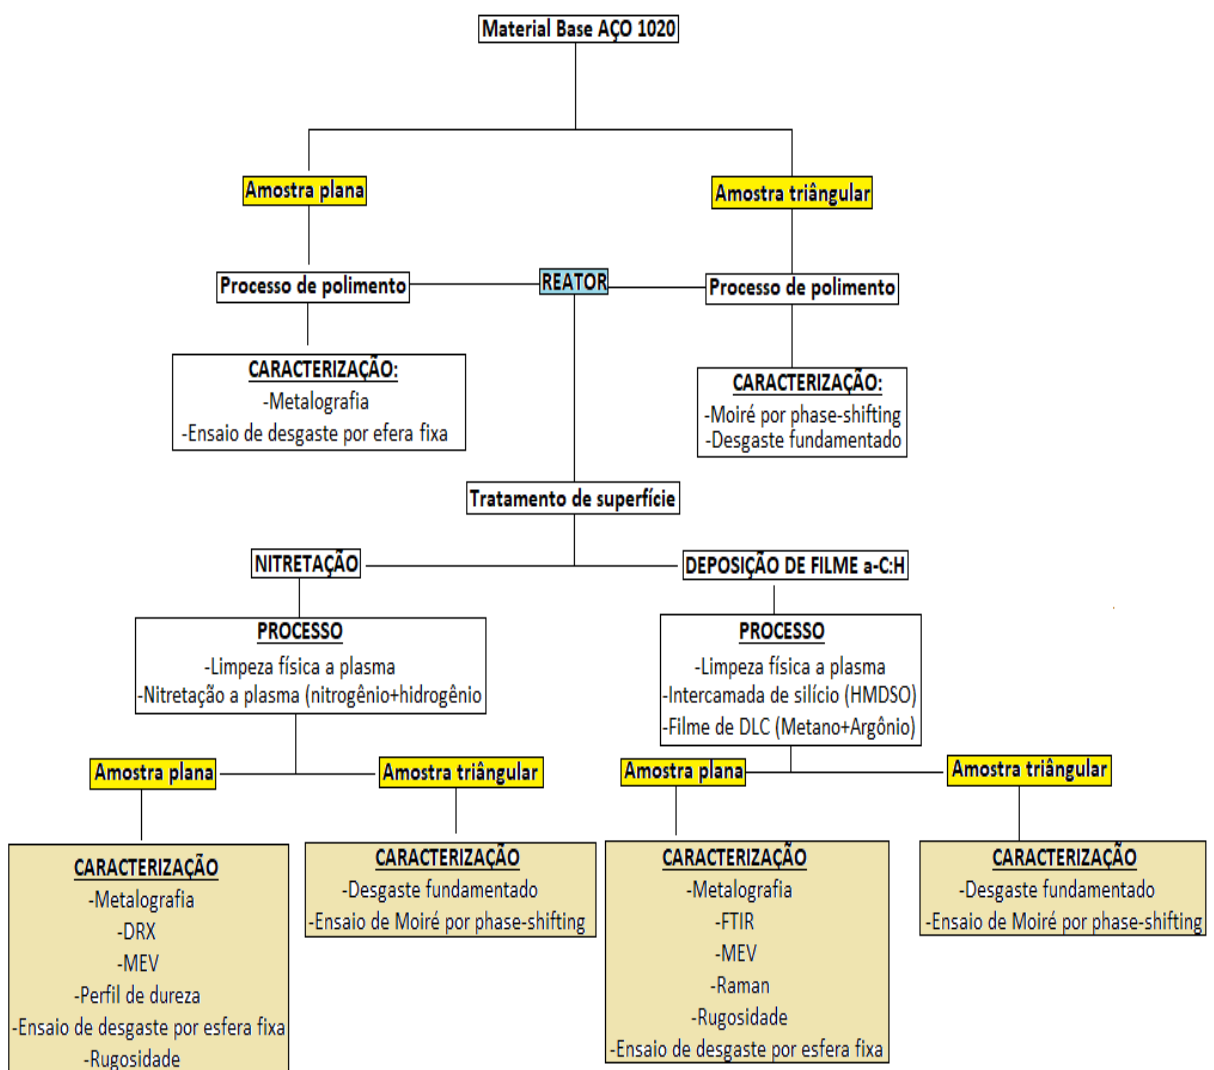 Material Base AÇO 1020
Amostra plana
Amostra triângular
Processo de polimento
REATOR
Processo de polimento
CARACTERIZAÇÃO:
-Metalografia
-Ensaio de desgaste por efera fixa
CARACTERIZAÇÃO:
-Moiré por phase-shifting
-Desgaste fundamentado
Tratamento de superfície
NITRETAÇÃO
DEPOSIÇÃO DE FILME a-C:H
PROCESSO
-Limpeza física a plasma
-Nitretação a plasma (nitrogênio+hidrogênio
PROCESSO
-Limpeza física a plasma
-Intercamada de silício (HMDSO)
-Filme de DLC (Metano+Argônio)
Amostra plana
Amostra triângular
Amostra plana
Amostra triângular
CARACTERIZAÇÃO
-Metalografia
-DRX
-MEV
-Perfil de dureza
-Ensaio de desgaste por esfera fixa
-Rugosidade
CARACTERIZAÇÃO
-Desgaste fundamentado
-Ensaio de Moiré por phase-shifting
CARACTERIZAÇÃO
-Metalografia
-FTIR
-MEV
-Raman
-Rugosidade
-Ensaio de desgaste por esfera fixa
CARACTERIZAÇÃO
-Desgaste fundamentado
-Ensaio de Moiré por phase-shifting